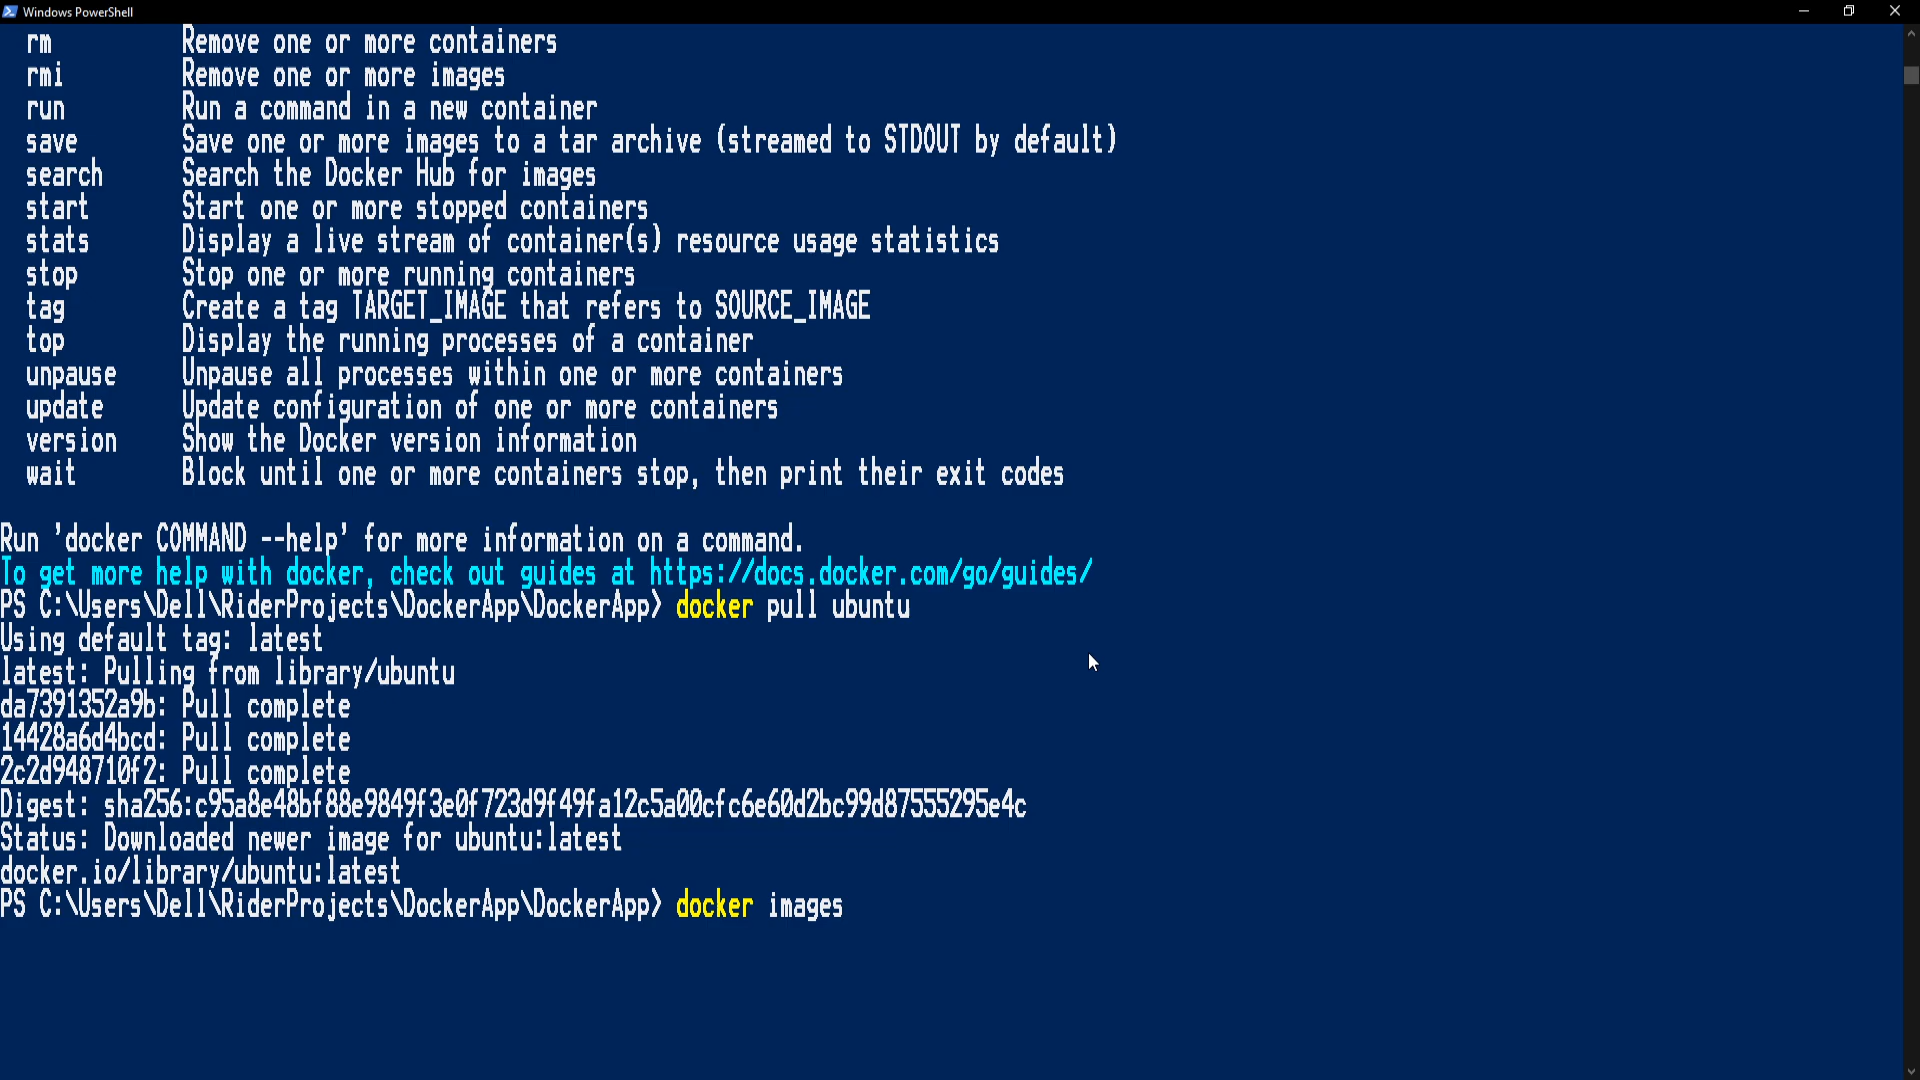 Windows PowerShell
rm Remove one or more containers
rmi Remove one or more images
run Run a command in a new container
save Save one or more images to a tar archive (streamed to STDOUT by default)
search Search the Docker Hub for images
start Start one or more stopped containers
stats Display a live stream of container(s) resource usage statistics
stop Stop one or more running containers
tag Create a tag TARGET_IMAGE that refers to SOURCE_IMAGE
top Display the running processes of a container
unpause Unpause all processes within one or more containers
update Update configuration of one or more containers
version Show the Docker version information
wait Block until one or more containers stop, then print their exit codes
Run 'docker COMMAND --help' for more information on a command.
To get more help with docker, check out guides at https://docs.docker.com/go/guides/
PS C:\Users\Dell\RiderProjects\DockerApp\DockerApp> docker pull ubuntu
Using default tag: latest
latest: Pulling from library/ubuntu
da7391352a9b: Pull complete
14428a6d4bcd: Pull complete
2c2d948710f2: Pull complete
Digest: sha256:c95a8e48bf88e9849f3e0f723d9f49fa12c5a00cfc6e60d2bc99d87555295e4c
Status: Downloaded newer image for ubuntu:latest
docker.io/library/ubuntu:latest
PS C:\Users\Dell\RiderProjects\DockerApp\DockerApp> docker images